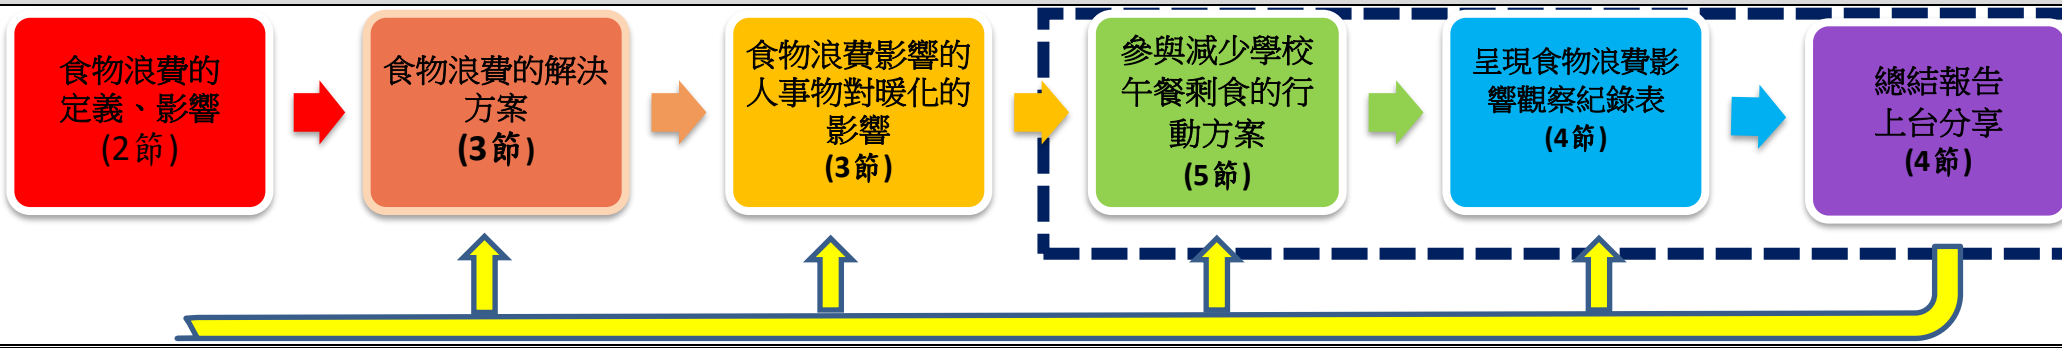 食物浪費的
定義、影響
(2節)
食物浪費的解決
方案
(3節)
食物浪費影響的
人事物對暖化的
影響
(3節)
參與減少學校
午餐剩食的行
動方案
(5節)
呈現食物浪費影
響觀察紀錄表
(4節)
總結報告
上台分享
(4節)